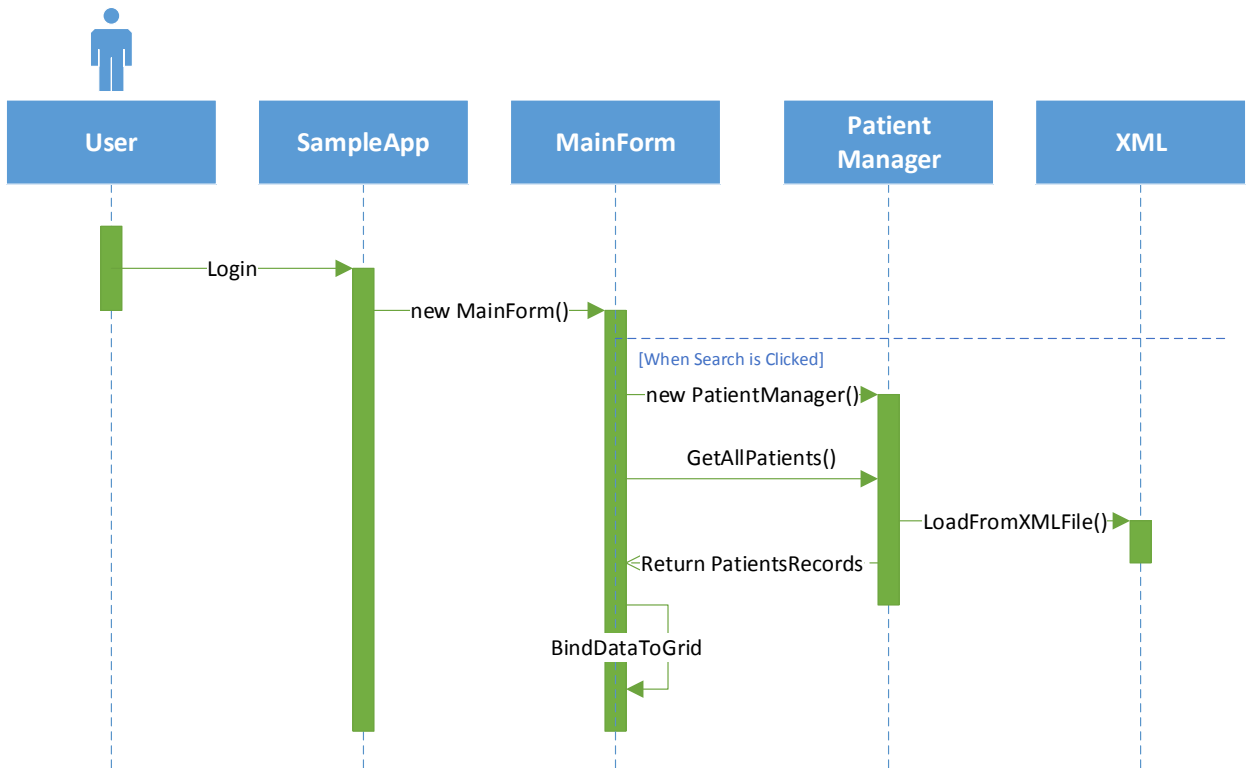 User
SampleApp
MainForm
Patient
Manager
XML
Login
new MainForm()
[When Search is Clicked]
new PatientManager()
GetAllPatients()
LoadFromXMLFile()
Return PatientsRecords
BindDataToGrid